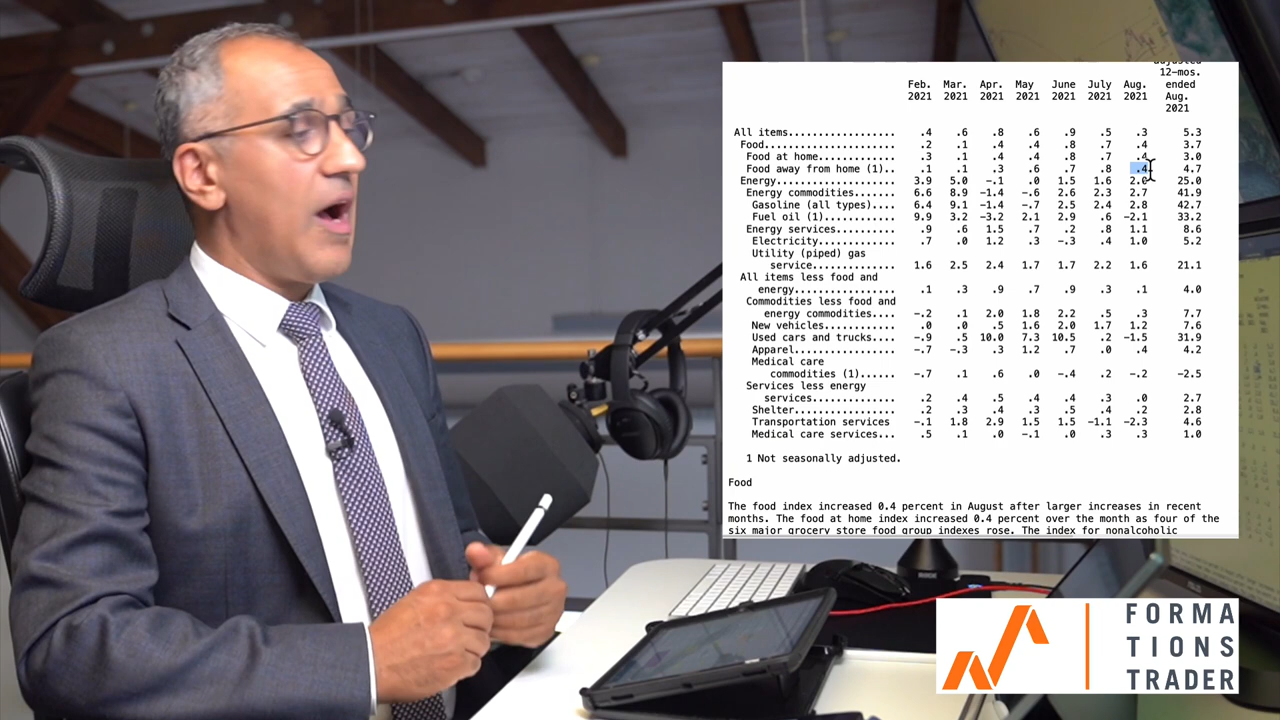 adjusted
12-mos.
Feb. Mar. Apr. May June July Aug. ended
2021 2021 2021 2021 2021 2021 2021 Aug.
2021
All items.................. .4 .6 .8 .6 .9 .5 .3 5.3
Food...................... .2 .1 .4 .4 .8 .7 .4 3.7
Food at home............. .3 .1 .4 .4 .8 .7 .4 3.0
Food away from home (1).. .1 .1 .3 .6 .7 .8 .4 4.7
Energy.................... 3.9 5.0 -.1 .0 1.5 1.6 2.0 25.0
Energy commodities....... 6.6 8.9 -1.4 -.6 2.6 2.3 2.7 41.9
Gasoline (all types).... 6.4 9.1 -1.4 -.7 2.5 2.4 2.8 42.7
Fuel oil (1)............ 9.9 3.2 -3.2 2.1 2.9 .6 -2.1 33.2
Energy services.......... .9 .6 1.5 .7 .2 .8 1.1 8.6
Electricity............. .7 .0 1.2 .3 -.3 .4 1.0 5.2
Utility (piped) gas
service.............. 1.6 2.5 2.4 1.7 1.7 2.2 1.6 21.1
All items less food and
energy................. .1 .3 .9 .7 .9 .3 .1 4.0
Commodities less food and
energy commodities.... -.2 .1 2.0 1.8 2.2 .5 .3 7.7
New vehicles............ .0 .0 .5 1.6 2.0 1.7 1.2 7.6
Used cars and trucks.... -.9 .5 10.0 7.3 10.5 .2 -1.5 31.9
Apparel................. -.7 -.3 .3 1.2 .7 .0 .4 4.2
Medical care
commodities (1)...... -.7 .1 .6 .0 -.4 .2 -.2 -2.5
Services less energy
services.............. .2 .4 .5 .4 .4 .3 .0 2.7
Shelter................. .2 .3 .4 .3 .5 .4 .2 2.8
Transportation services -.1 1.8 2.9 1.5 1.5 -1.1 -2.3 4.6
Medical care services... .5 .1 .0 -.1 .0 .3 .3 1.0
1 Not seasonally adjusted.
Food
The food index increased 0.4 percent in August after larger increases in recent
months. The food at home index increased 0.4 percent over the month as four of the
six major grocery store food group indexes rose. The index for nonalcoholic
FORMA
TIONS
TRADER